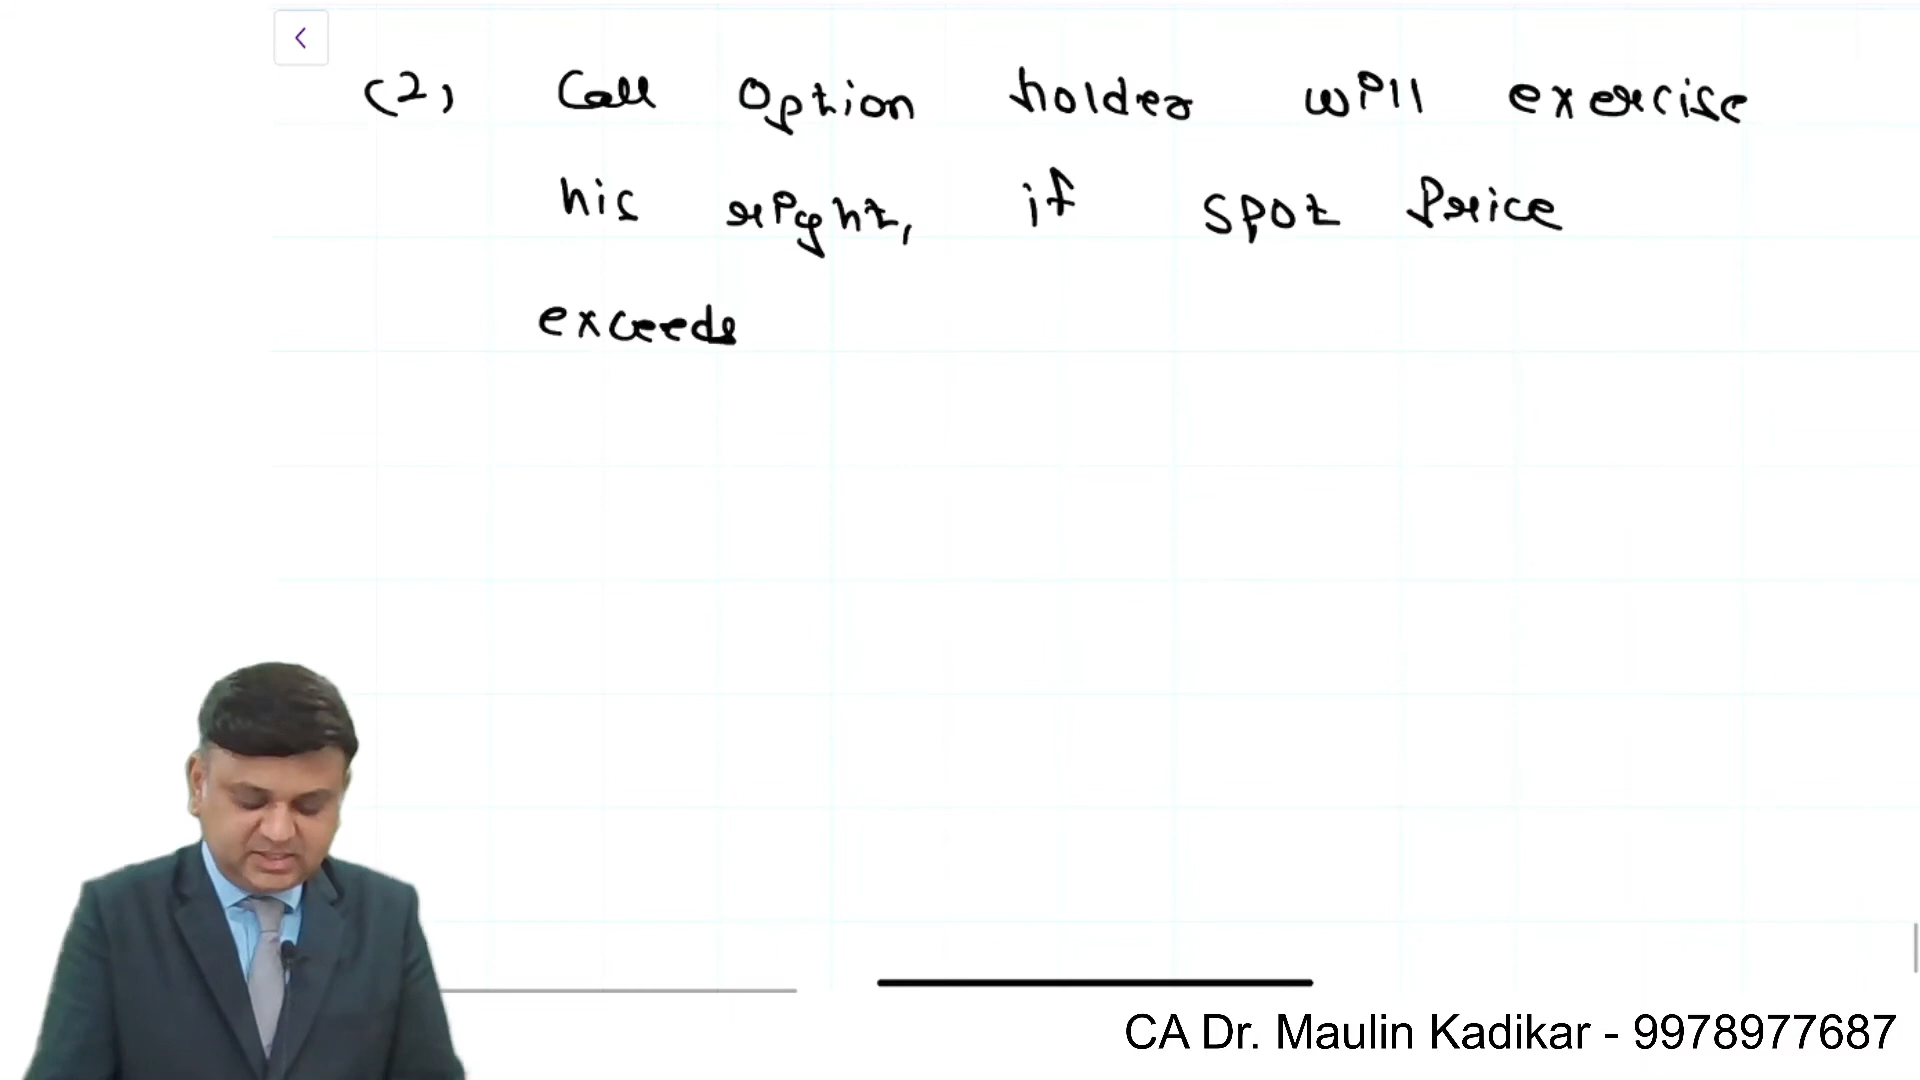 (2) Call Option holder will exercise
his right, if spot Price
exceeds
CA Dr. Maulin Kadikar - 9978977687